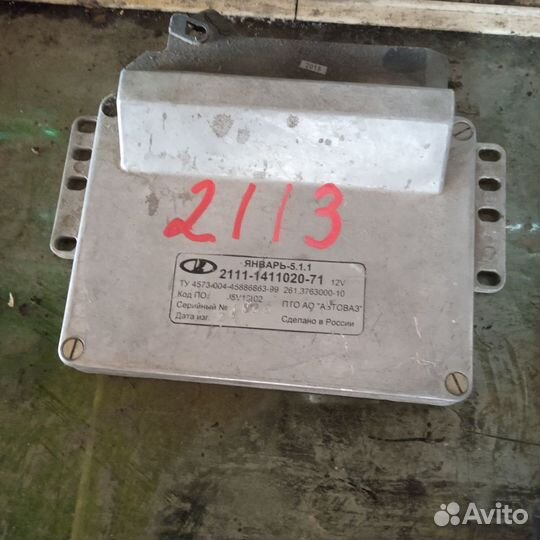 2113
ЯНВАРЬ-5.1.1
2111-1411020-71 12V
ТУ 4573-004-45886863-99 261.3763000-10
Код ПО: J5V13I02
Серийный № ПТО АО "АВТОВАЗ"
Дата изг. Сделано в России
Avito